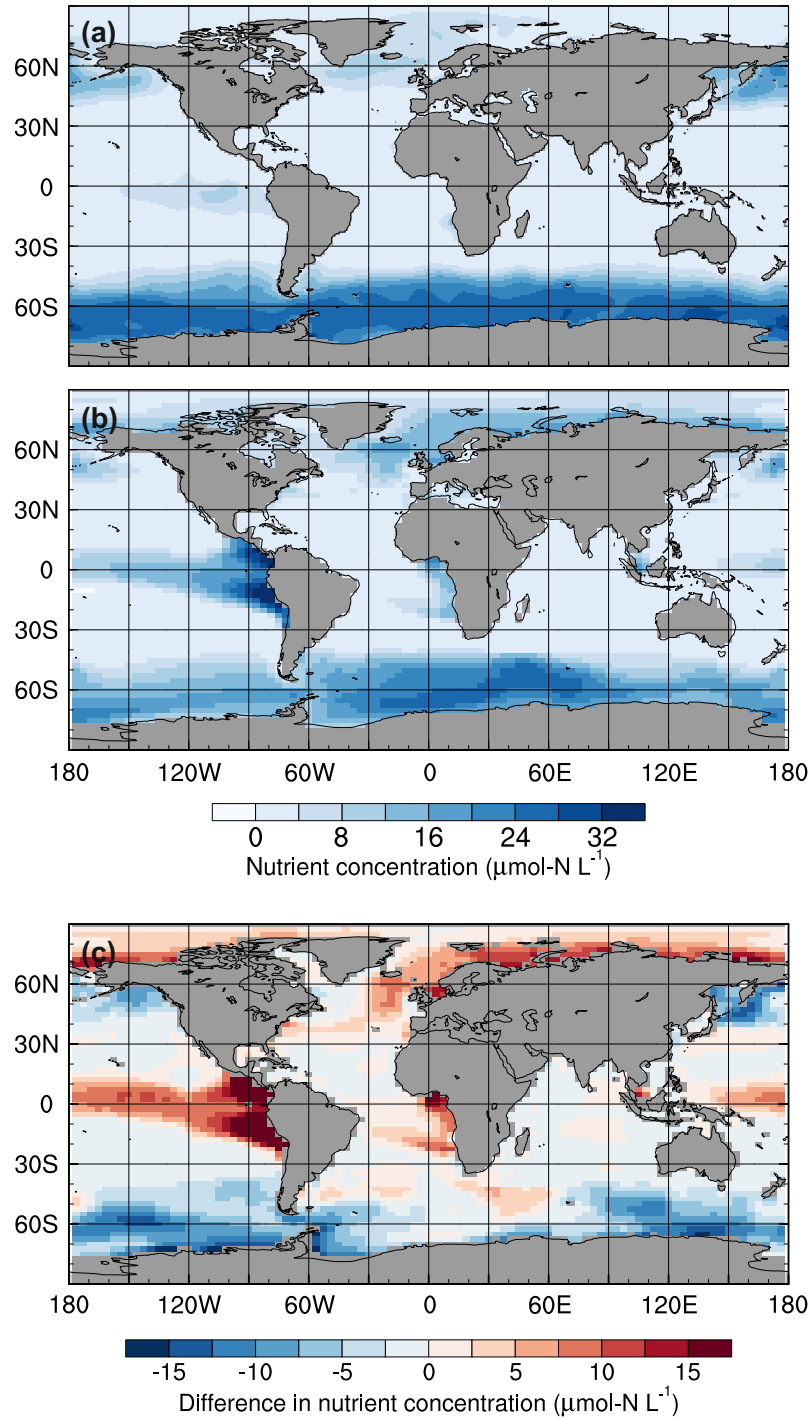 (a)
60N
30N
0
30S
60S
(b)
60N
30N
0
30S
60S
180 120W 60W 0 60E 120E 180
0 8 16 24 32
Nutrient concentration (μmol-N L⁻¹)
(c)
60N
30N
0
30S
60S
180 120W 60W 0 60E 120E 180
-15 -10 -5 0 5 10 15
Difference in nutrient concentration (μmol-N L⁻¹)